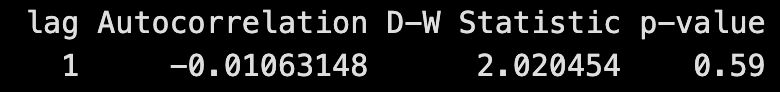 lag Autocorrelation D-W Statistic p-value
1 -0.01063148 2.020454 0.59